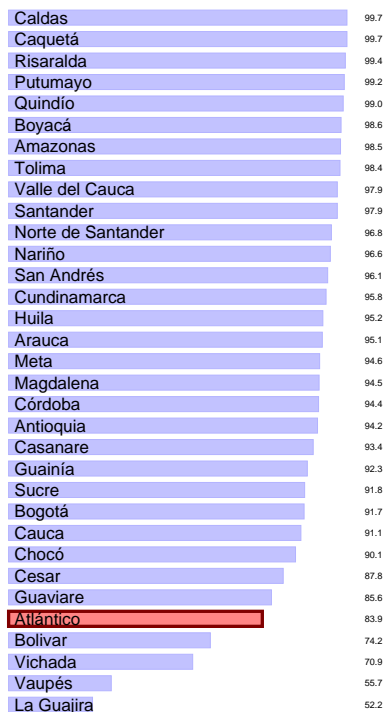 Caldas 99.7
Caquetá 99.7
Risaralda 99.4
Putumayo 99.2
Quindío 99.0
Boyacá 98.6
Amazonas 98.5
Tolima 98.4
Valle del Cauca 97.9
Santander 97.9
Norte de Santander 96.8
Nariño 96.6
San Andrés 96.1
Cundinamarca 95.8
Huila 95.2
Arauca 95.1
Meta 94.6
Magdalena 94.5
Córdoba 94.4
Antioquia 94.2
Casanare 93.4
Guainía 92.3
Sucre 91.8
Bogotá 91.7
Cauca 91.1
Chocó 90.1
Cesar 87.8
Guaviare 85.6
Atlántico 83.9
Bolivar 74.2
Vichada 70.9
Vaupés 55.7
La Guajira 52.2